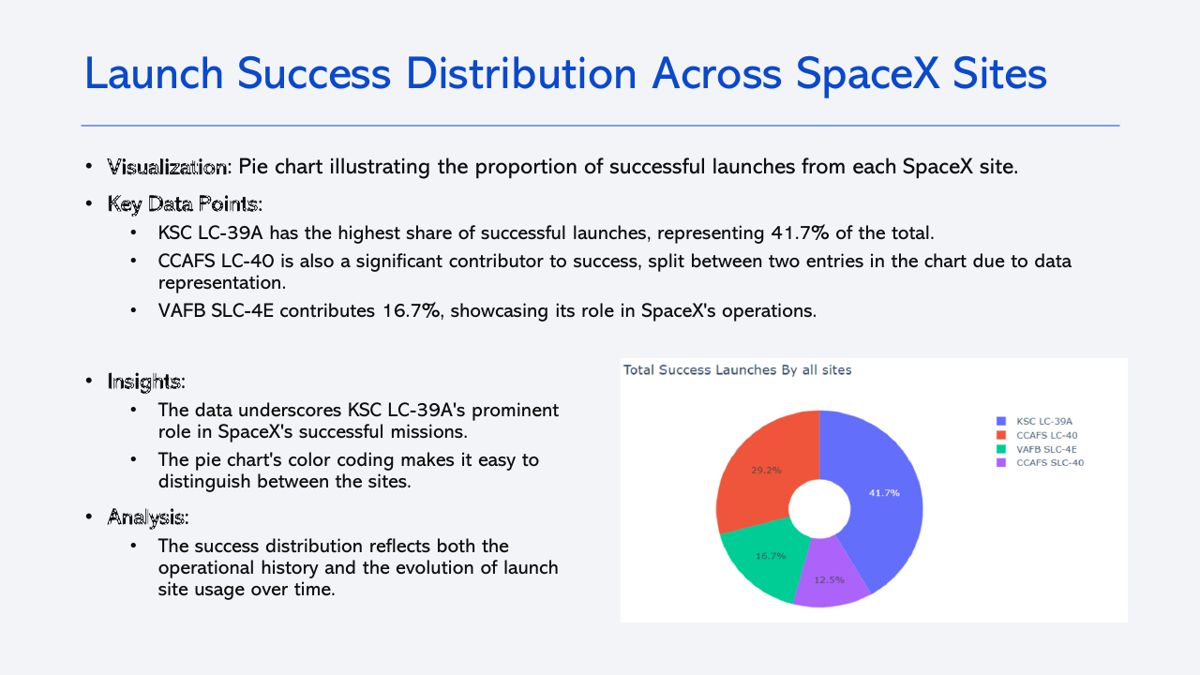 Launch Success Distribution Across SpaceX Sites
• Visualization: Pie chart illustrating the proportion of successful launches from each SpaceX site.
• Key Data Points:
• KSC LC-39A has the highest share of successful launches, representing 41.7% of the total.
• CCAFS LC-40 is also a significant contributor to success, split between two entries in the chart due to data
representation.
• VAFB SLC-4E contributes 16.7%, showcasing its role in SpaceX's operations.
• Insights:
• The data underscores KSC LC-39A's prominent
role in SpaceX's successful missions.
• The pie chart's color coding makes it easy to
distinguish between the sites.
• Analysis:
• The success distribution reflects both the
operational history and the evolution of launch
site usage over time.
Total Success Launches By all sites
KSC LC-39A
CCAFS LC-40
VAFB SLC-4E
CCAFS SLC-40
29.2%
41.7%
16.7%
12.5%